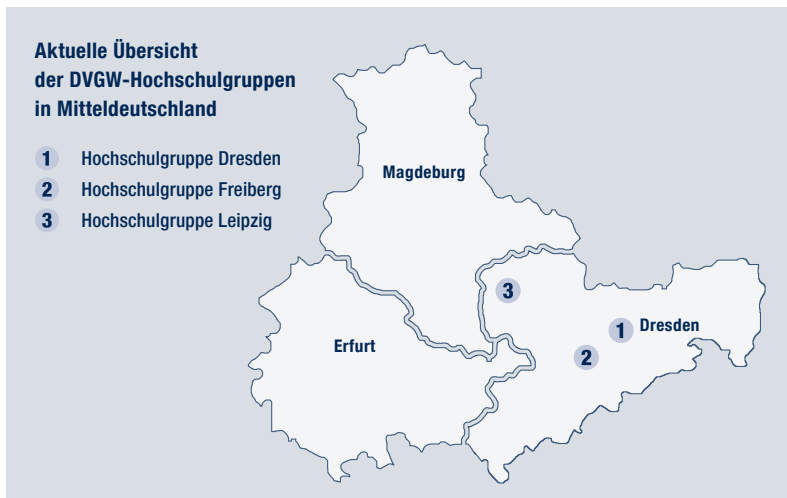 Aktuelle Übersicht
der DVGW-Hochschulgruppen
in Mitteldeutschland
1 Hochschulgruppe Dresden
2 Hochschulgruppe Freiberg
3 Hochschulgruppe Leipzig
Magdeburg
3
1 Dresden
Erfurt
2